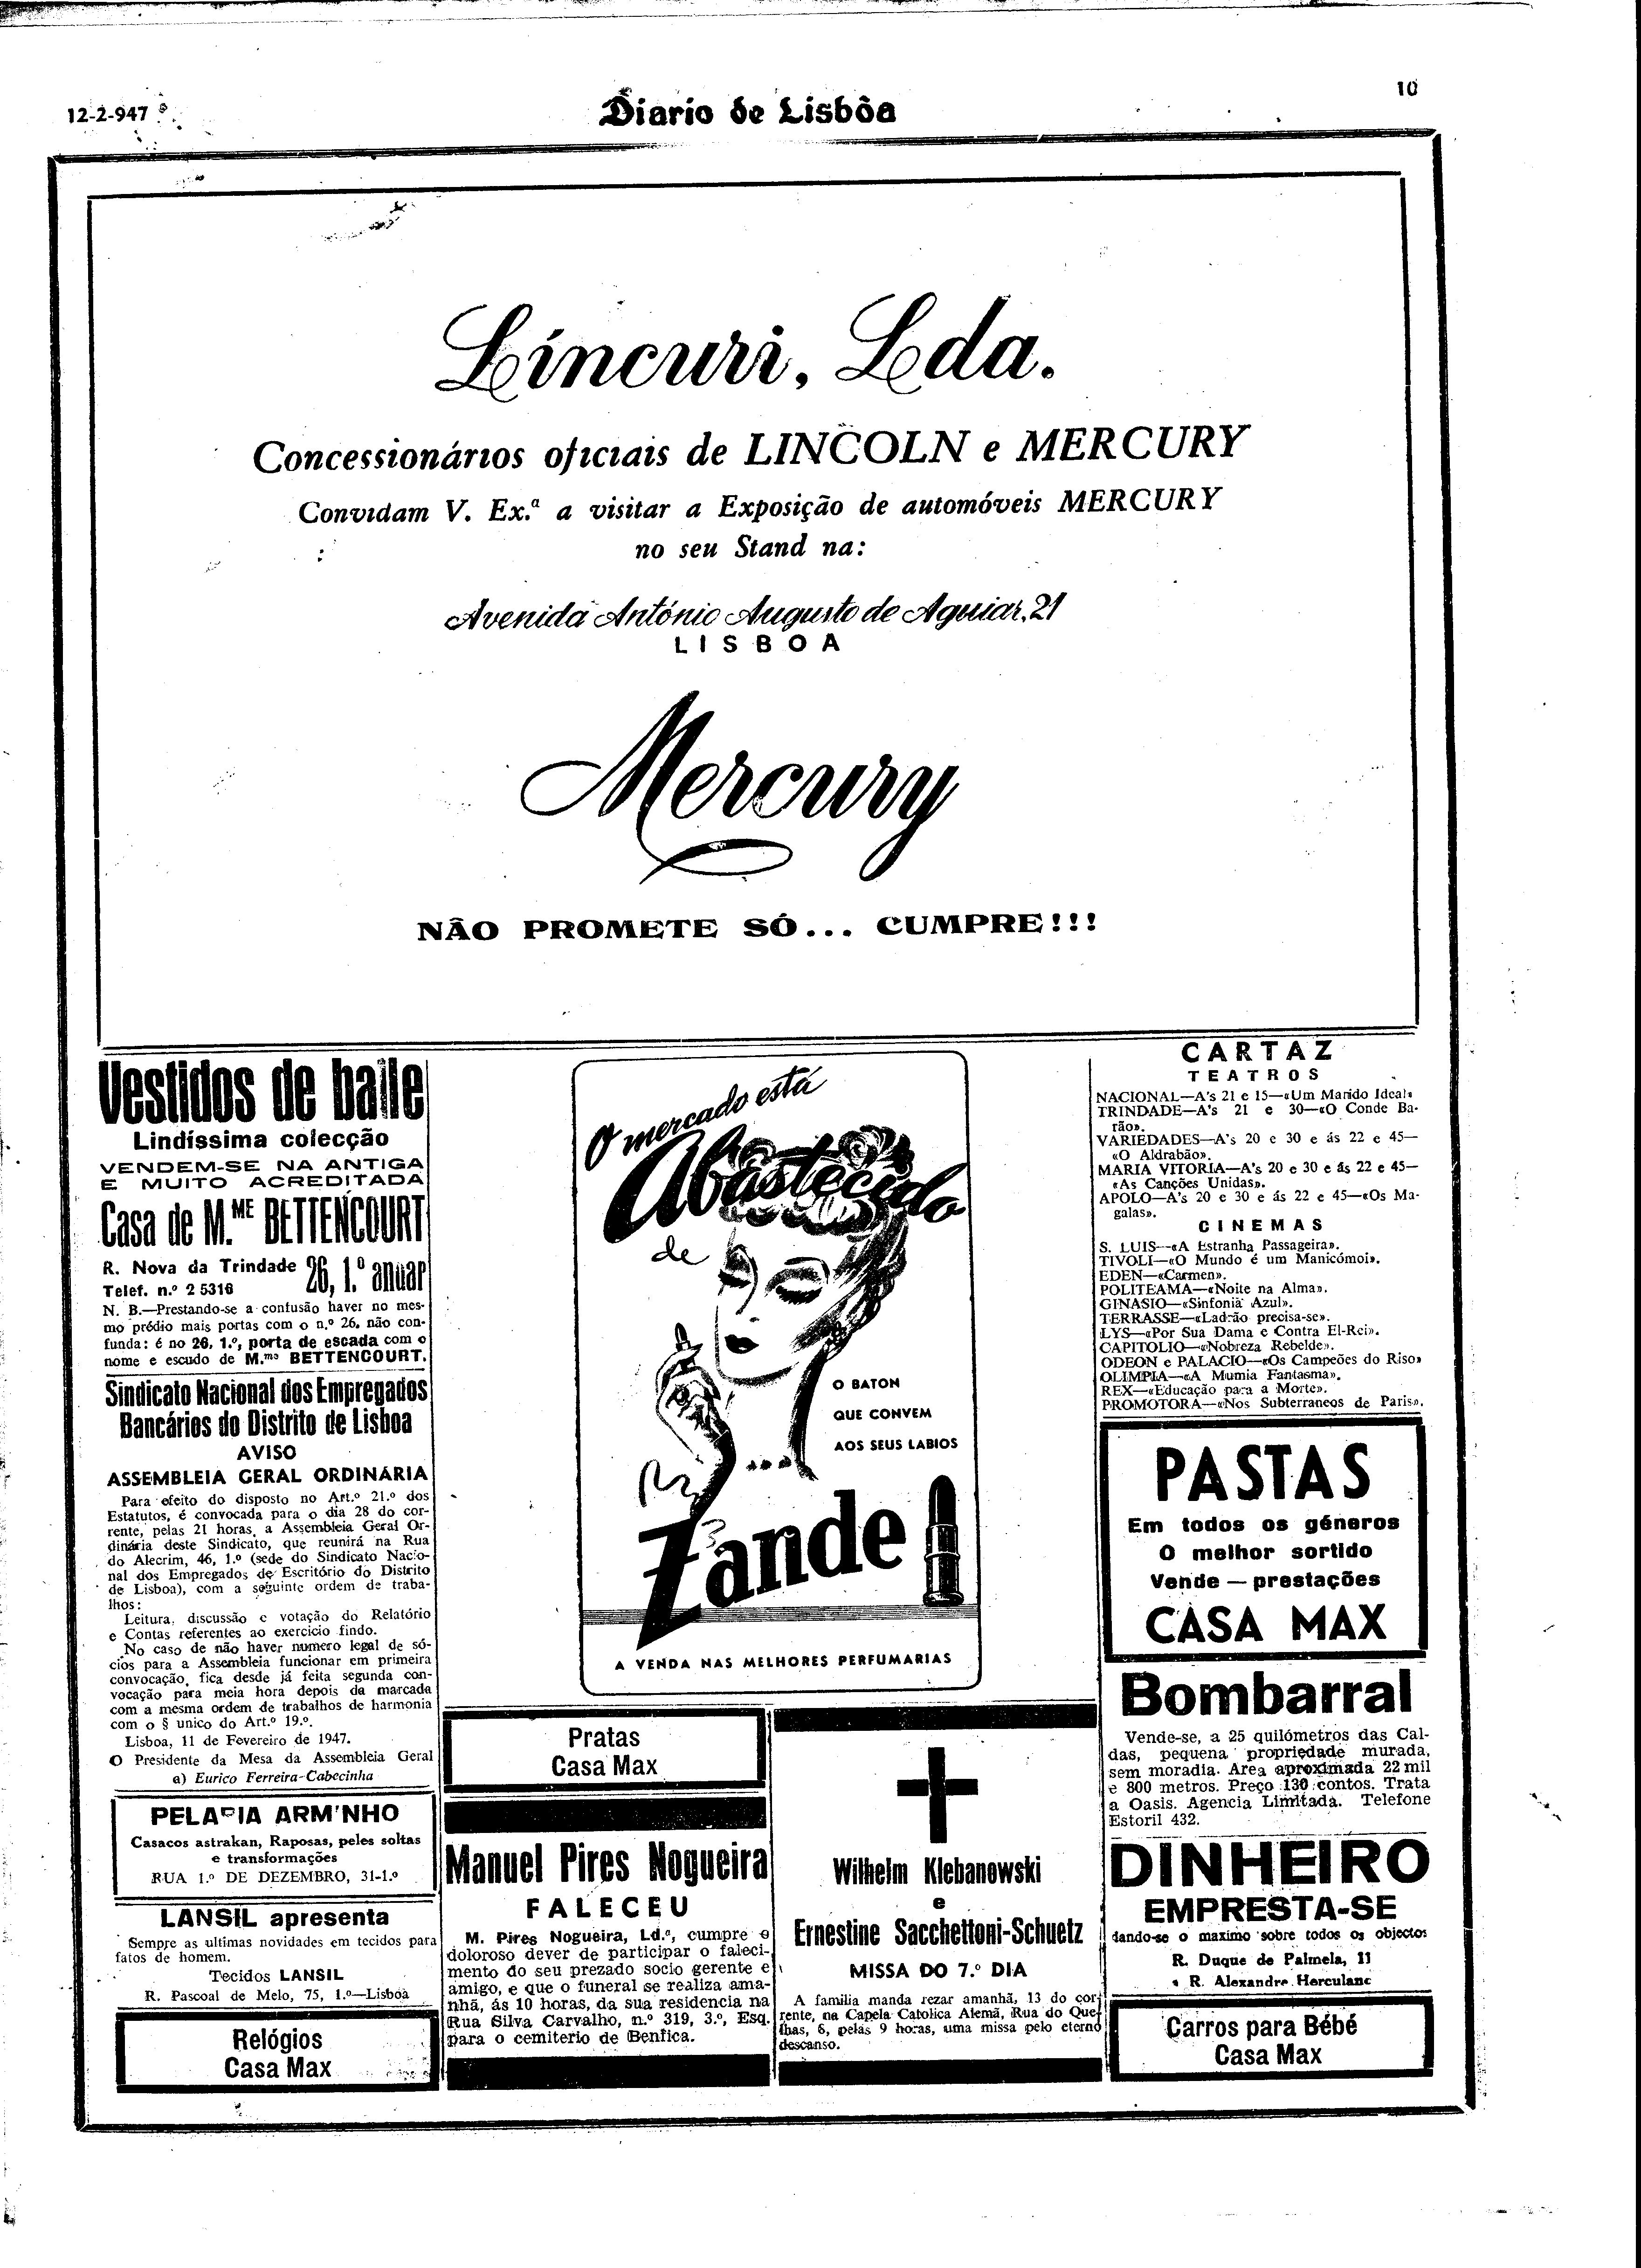 12-2-947
Diario de Lisbôa
10
Lincuri, Lda.
Concessionários oficiais de LINCOLN e MERCURY
Convidam V. Ex.ª a visitar a Exposição de automóveis MERCURY
no seu Stand na:
Avenida António Augusto de Aguiar, 21
LISBOA
Mercury
NÃO PROMETE SÓ... CUMPRE!!!
Vestidos de baile
Lindíssima colecção
VENDEM-SE NA ANTIGA
E MUITO ACREDITADA
Casa de M.ME BETTENCOURT
R. Nova da Trindade 26, 1.º andar
Telef. n.º 2 5316
N. B.—Prestando-se a confusão haver no mes-
mo prédio mais portas com o n.º 26, não con-
funda: é no 26, 1.º, porta de escada com o
nome e escudo de M.me BETTENCOURT.
Sindicato Nacional dos Empregados
Bancários do Distrito de Lisboa
AVISO
ASSEMBLEIA GERAL ORDINARIA
Para efeito do disposto no Art.º 21.º dos
Estatutos, é convocada para o dia 28 do cor-
rente, pelas 21 horas, a Assembleia Geral Or-
dinária deste Sindicato, que reunirá na Rua
do Alecrim, 46, 1.º (sede do Sindicato Nacio-
nal dos Empregados de Escritório do Distrito
de Lisboa), com a seguinte ordem de traba-
lhos:
Leitura, discussão e votação do Relatório
e Contas referentes ao exercicio findo.
No caso de não haver numero legal de só-
cios para a Assembleia funcionar em primeira
convocação, fica desde já feita segunda con-
vocação para meia hora depois da marcada
com a mesma ordem de trabalhos de harmonia
com o § unico do Art.º 19.º.
Lisboa, 11 de Fevereiro de 1947.
O Presidente da Mesa da Assembleia Geral
a) Eurico Ferreira-Cabecinha
PELARIA ARMINHO
Casacos astrakan, Raposas, peles soltas
e transformações
RUA 1.º DE DEZEMBRO, 31-1.º
LANSIL apresenta
Sempre as ultimas novidades em tecidos para
fatos de homem.
Tecidos LANSIL
R. Pascoal de Melo, 75, 1.º—Lisboa
Relógios
Casa Max
O mercado está
Abastecido
de
O BATON
QUE CONVEM
AOS SEUS LABIOS
Zande
A VENDA NAS MELHORES PERFUMARIAS
Pratas
Casa Max
Manuel Pires Nogueira
FALECEU
M. Pires Nogueira, Ld.ª, cumpre o
doloroso dever de participar o faleci-
mento do seu prezado socio gerente e
amigo, e que o funeral se realiza ama-
nhã, ás 10 horas, da sua residencia na
Rua Silva Carvalho, n.º 319, 3.º, Esq.
para o cemiterio de Benfica.
Wilhelm Klebanowski
e
Ernestine Sacchettoni-Schuetz
MISSA DO 7.º DIA
A familia manda rezar amanhã, 13 do cor-
rente, na Capela Catolica Alemã, Rua do Que-
lhas, 6, pelas 9 horas, uma missa pelo eterno
descanso.
CARTAZ
TEATROS
NACIONAL—A's 21 e 15—«Um Marido Ideal»
TRINDADE—A's 21 e 30—«O Conde Ba-
rão».
VARIEDADES—A's 20 e 30 e ás 22 e 45—
«O Aldrabão».
MARIA VITORIA—A's 20 e 30 e ás 22 e 45—
«As Canções Unidas».
APOLO—A's 20 e 30 e ás 22 e 45—«Os Ma-
galas».
CINEMAS
S. LUIS—«A Estranha Passageira».
TIVOLI—«O Mundo é um Manicómoi».
EDEN—«Carmen».
POLITEAMA—«Noite na Alma».
GINASIO—«Sinfonia Azul».
TERRASSE—«Ladrão precisa-se».
LYS—«Por Sua Dama e Contra El-Rei».
CAPITOLIO—«Nobreza Rebelde».
ODEON e PALACIO—«Os Campeões do Riso»
OLIMPIA—«A Mumia Fantasma».
REX—«Educação para a Morte».
PROMOTORA—«Nos Subterraneos de Paris».
PASTAS
Em todos os géneros
O melhor sortido
Vende — prestações
CASA MAX
Bombarral
Vende-se, a 25 quilómetros das Cal-
das, pequena propriedade murada,
sem moradia. Area aproximada 22 mil
e 800 metros. Preço 130 contos. Trata
a Oasis. Agencia Limitada. Telefone
Estoril 432.
DINHEIRO
EMPRESTA-SE
dando-se o maximo sobre todos os objectos
R. Duque de Palmela, 11
R. Alexandre Herculano
Carros para Bébé
Casa Max